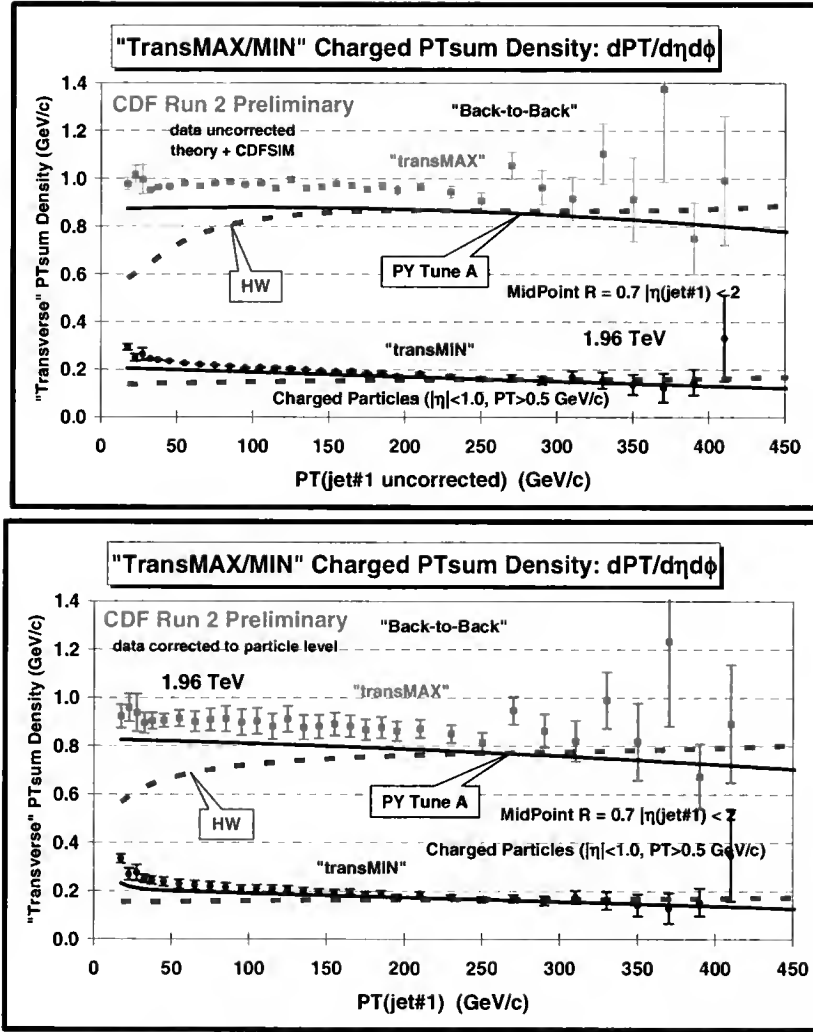 "TransMAX/MIN" Charged PTsum Density: dPT/dηdϕ
"Transverse" PTsum Density (GeV/c)
1.4
1.2
1.0
0.8
0.6
0.4
0.2
0.0
CDF Run 2 Preliminary
data uncorrected
theory + CDFSIM
"Back-to-Back"
"transMAX"
HW
PY Tune A
MidPoint R = 0.7 |η(jet#1) < 2
1.96 TeV
"transMIN"
Charged Particles (|η|<1.0, PT>0.5 GeV/c)
0 50 100 150 200 250 300 350 400 450
PT(jet#1 uncorrected) (GeV/c)
"TransMAX/MIN" Charged PTsum Density: dPT/dηdϕ
"Transverse" PTsum Density (GeV/c)
1.4
1.2
1.0
0.8
0.6
0.4
0.2
0.0
CDF Run 2 Preliminary
data corrected to particle level
"Back-to-Back"
1.96 TeV
"transMAX"
HW
PY Tune A
MidPoint R = 0.7 |η(jet#1) < 2
"transMIN"
Charged Particles (|η|<1.0, PT>0.5 GeV/c)
0 50 100 150 200 250 300 350 400 450
PT(jet#1) (GeV/c)